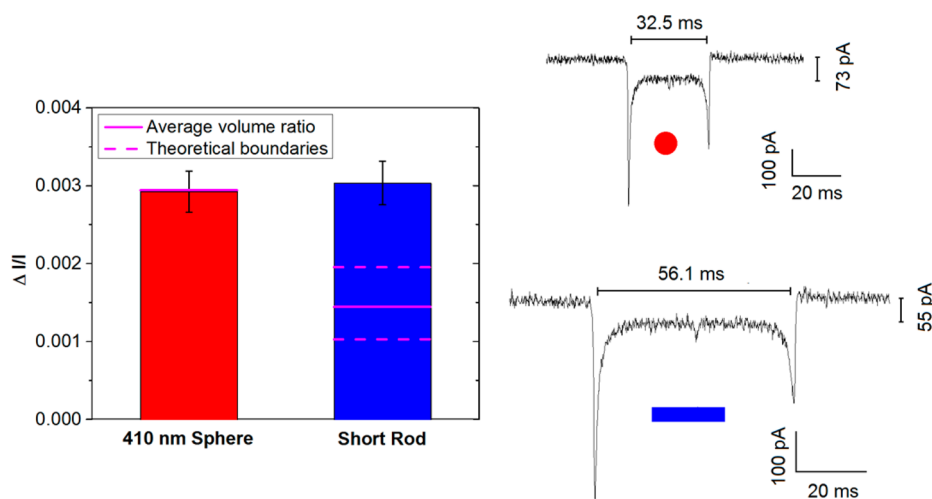 0.004
0.003
0.002
0.001
0.000
Δ I/I
Average volume ratio
Theoretical boundaries
410 nm Sphere
Short Rod
32.5 ms
73 pA
100 pA
20 ms
56.1 ms
55 pA
100 pA
20 ms